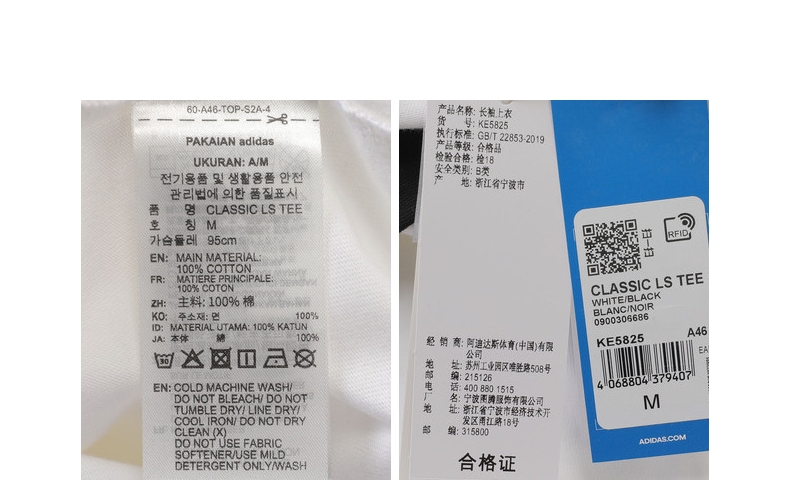 60-A46-TOP-S2A-4
PAKAIAN adidas
UKURAN: A/M
전기용품 및 생활용품 안전
관리법에 의한 품질표시
품 명 CLASSIC LS TEE
호 칭 M
가슴둘레 95cm
EN: MAIN MATERIAL:
100% COTTON
FR: MATIERE PRINCIPALE:
100% COTON
ZH: 主料: 100% 棉
KO: 주소재: 면 100%
ID: MATERIAL UTAMA: 100% KATUN
JA: 本体 綿 100%
EN: COLD MACHINE WASH/
DO NOT BLEACH/ DO NOT
TUMBLE DRY/ LINE DRY/
COOL IRON/ DO NOT DRY
CLEAN (X)
DO NOT USE FABRIC
SOFTENER/USE MILD
DETERGENT ONLY/WASH
产品名称: 长袖上衣
货 号: KE5825
执行标准: GB/T 22853-2019
产品等级: 合格品
检验合格: 检18
安全类别: B类
产 地: 浙江省宁波市
经 销 商: 阿迪达斯体育(中国)有限
公司
地 址: 苏州工业园区唯胜路508号
邮 编: 215126
电 话: 400 880 1515
厂 名: 宁波图腾服饰有限公司
地 址: 浙江省宁波市经济技术开
发区甬江路18号
邮 编: 315800
合格证
RFID
CLASSIC LS TEE
WHITE/BLACK
BLANC/NOIR
0900306686
KE5825 A46
EA
4 068804 379407
M
ADIDAS.COM